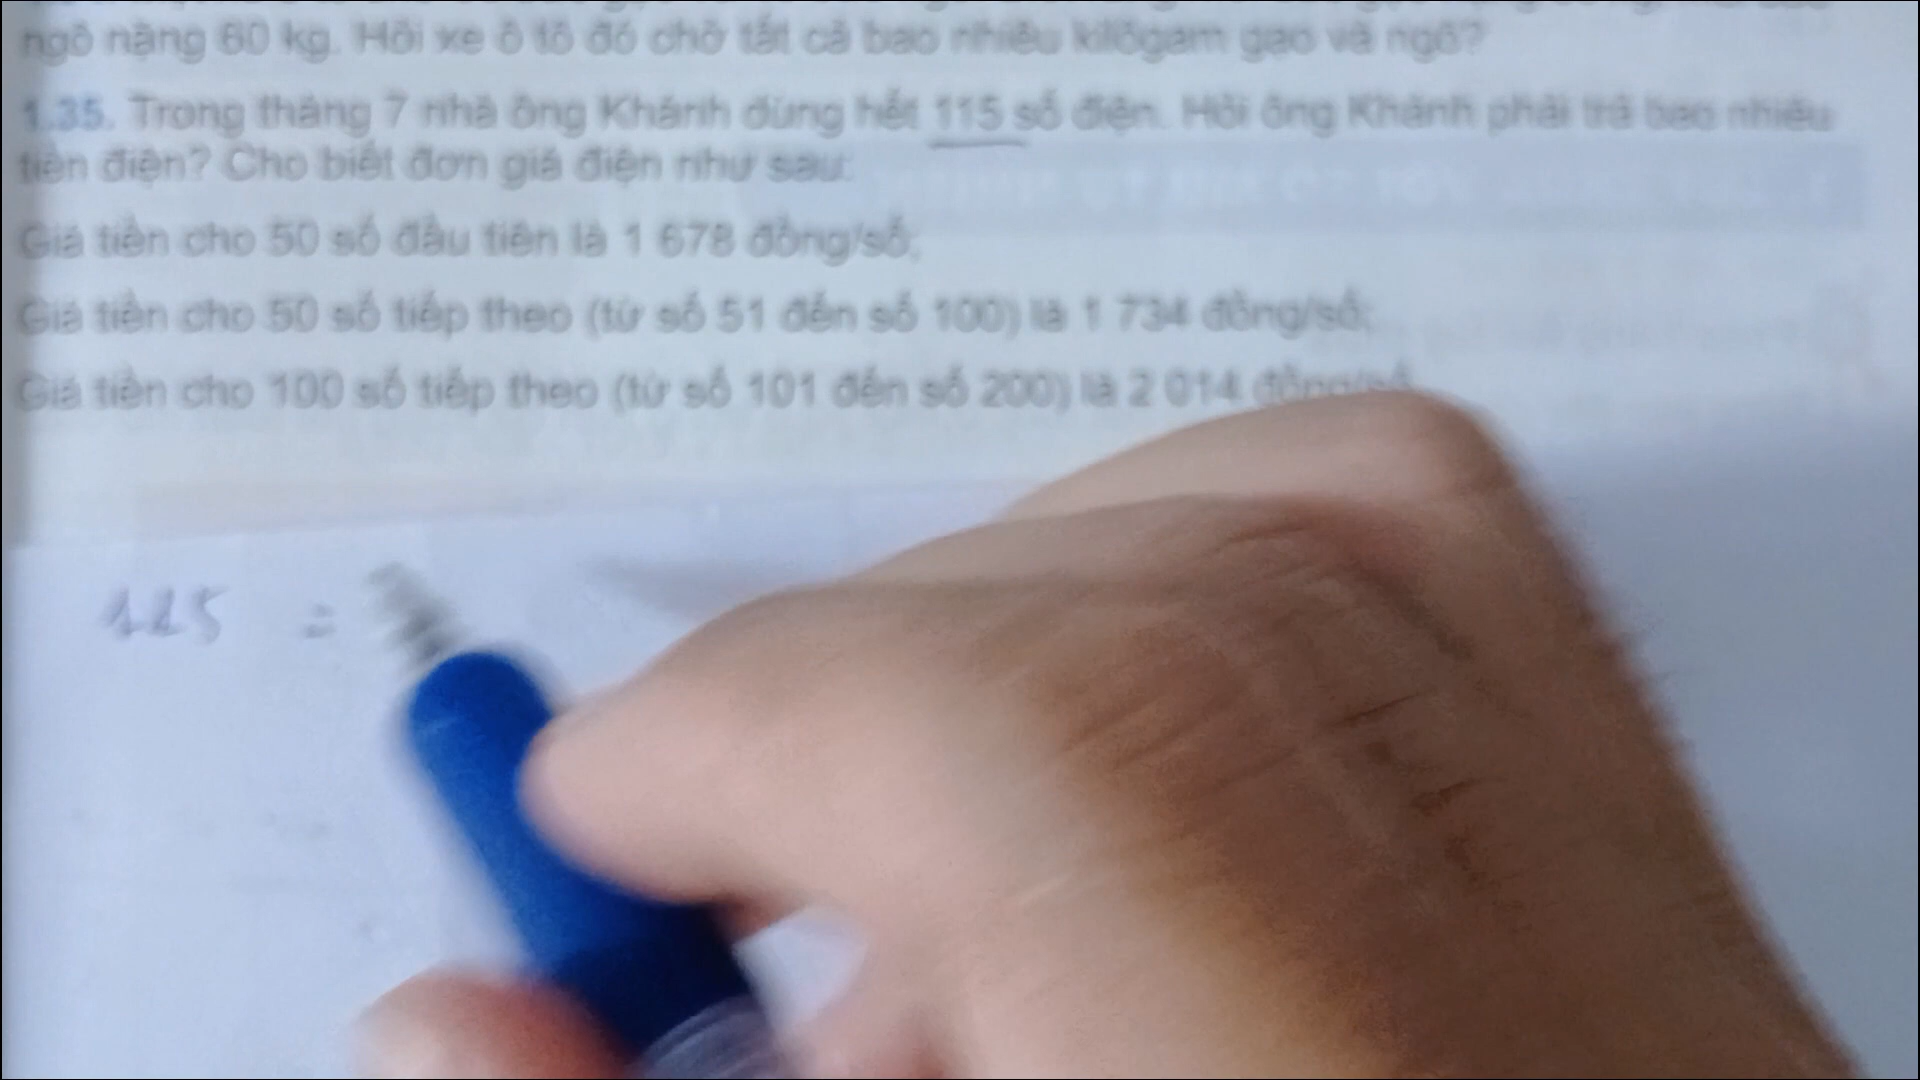 ngô nặng 60 kg. Hỏi xe ô tô đó chở tất cả bao nhiêu kilôgam gạo và ngô?
1.35. Trong tháng 7 nhà ông Khánh dùng hết 115 số điện. Hỏi ông Khánh phải trả bao nhiêu
tiền điện? Cho biết đơn giá điện như sau:
Giá tiền cho 50 số đầu tiên là 1 678 đồng/số;
Giá tiền cho 50 số tiếp theo (từ số 51 đến số 100) là 1 734 đồng/số;
Giá tiền cho 100 số tiếp theo (từ số 101 đến số 200) là 2 014 đồng/số
115 =